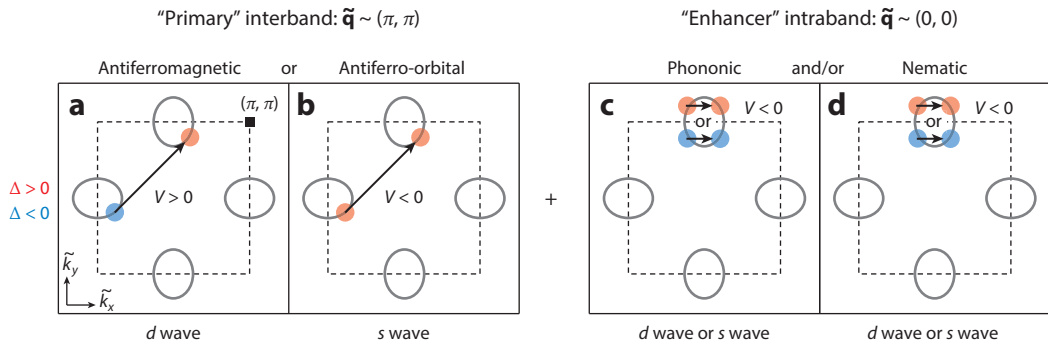 "Primary" interband: q̃ ~ (π, π)
"Enhancer" intraband: q̃ ~ (0, 0)
Antiferromagnetic or Antiferro-orbital
Phononic and/or Nematic
a
(π, π)
V > 0
Δ > 0
Δ < 0
k̃y
k̃x
b
V < 0
+
c
or
V < 0
d
or
V < 0
d wave
s wave
d wave or s wave
d wave or s wave